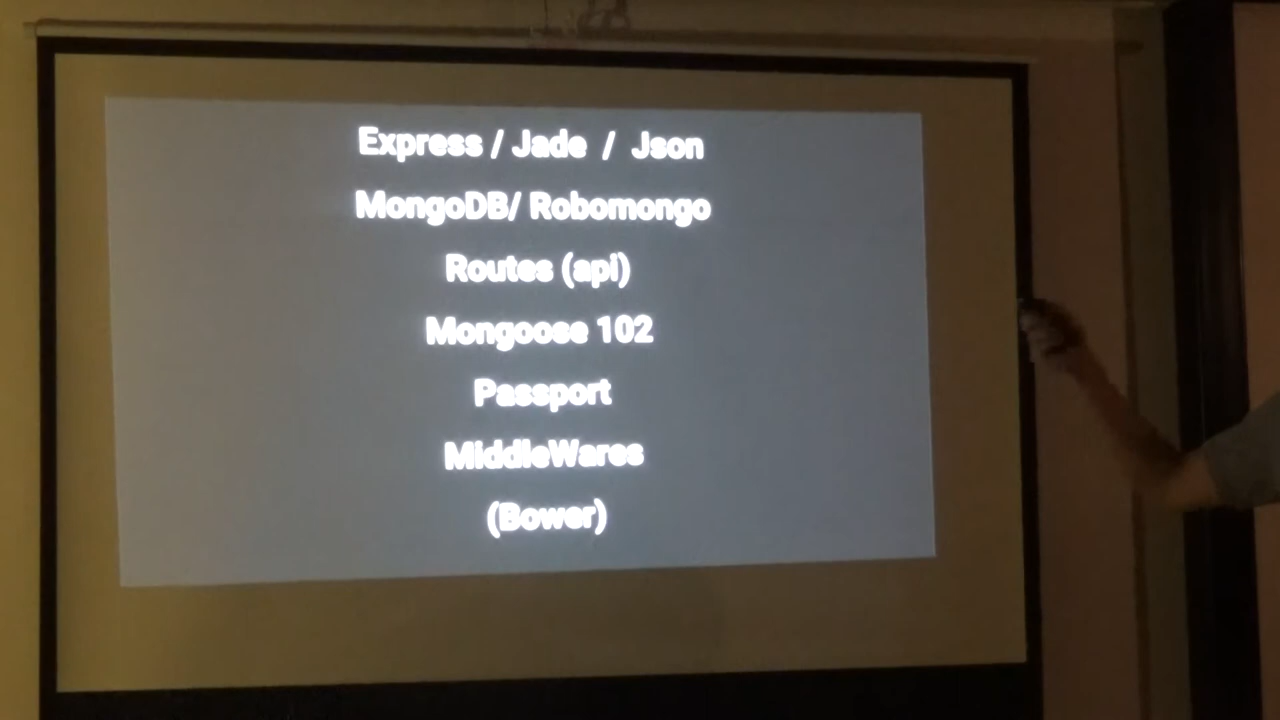 Express / Jade / Json
MongoDB/ Robomongo
Routes (api)
Mongoose 102
Passport
MiddleWares
(Bower)